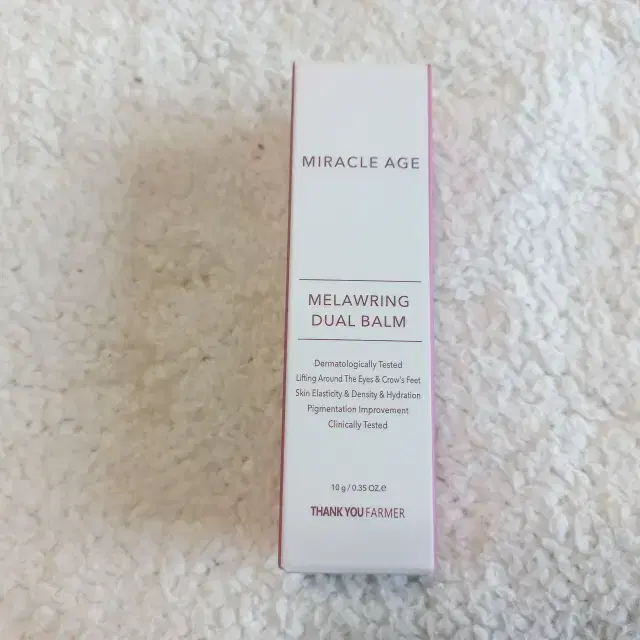 MIRACLE AGE
MELAWRING
DUAL BALM
Dermatologically Tested
Lifting Around The Eyes & Crow's Feet
Skin Elasticity & Density & Hydration
Pigmentation Improvement
Clinically Tested
10 g / 0.35 OZ.e
THANK YOU FARMER